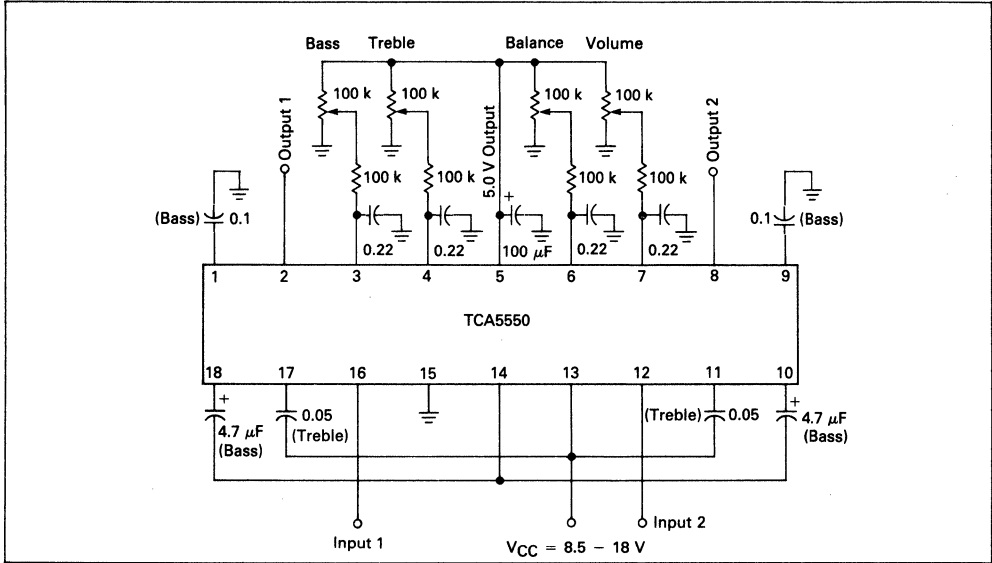 Bass Treble Balance Volume
100 k 100 k 100 k 100 k
Output 1
5.0 V Output
Output 2
100 k 100 k 100 k 100 k
(Bass) 0.1
+
0.1 (Bass)
0.22 0.22 100 μF 0.22 0.22
1 2 3 4 5 6 7 8 9
TCA5550
18 17 16 15 14 13 12 11 10
+ +
4.7 μF (Bass)
0.05 (Treble)
(Treble) 0.05
4.7 μF (Bass)
Input 1
VCC = 8.5 – 18 V
Input 2